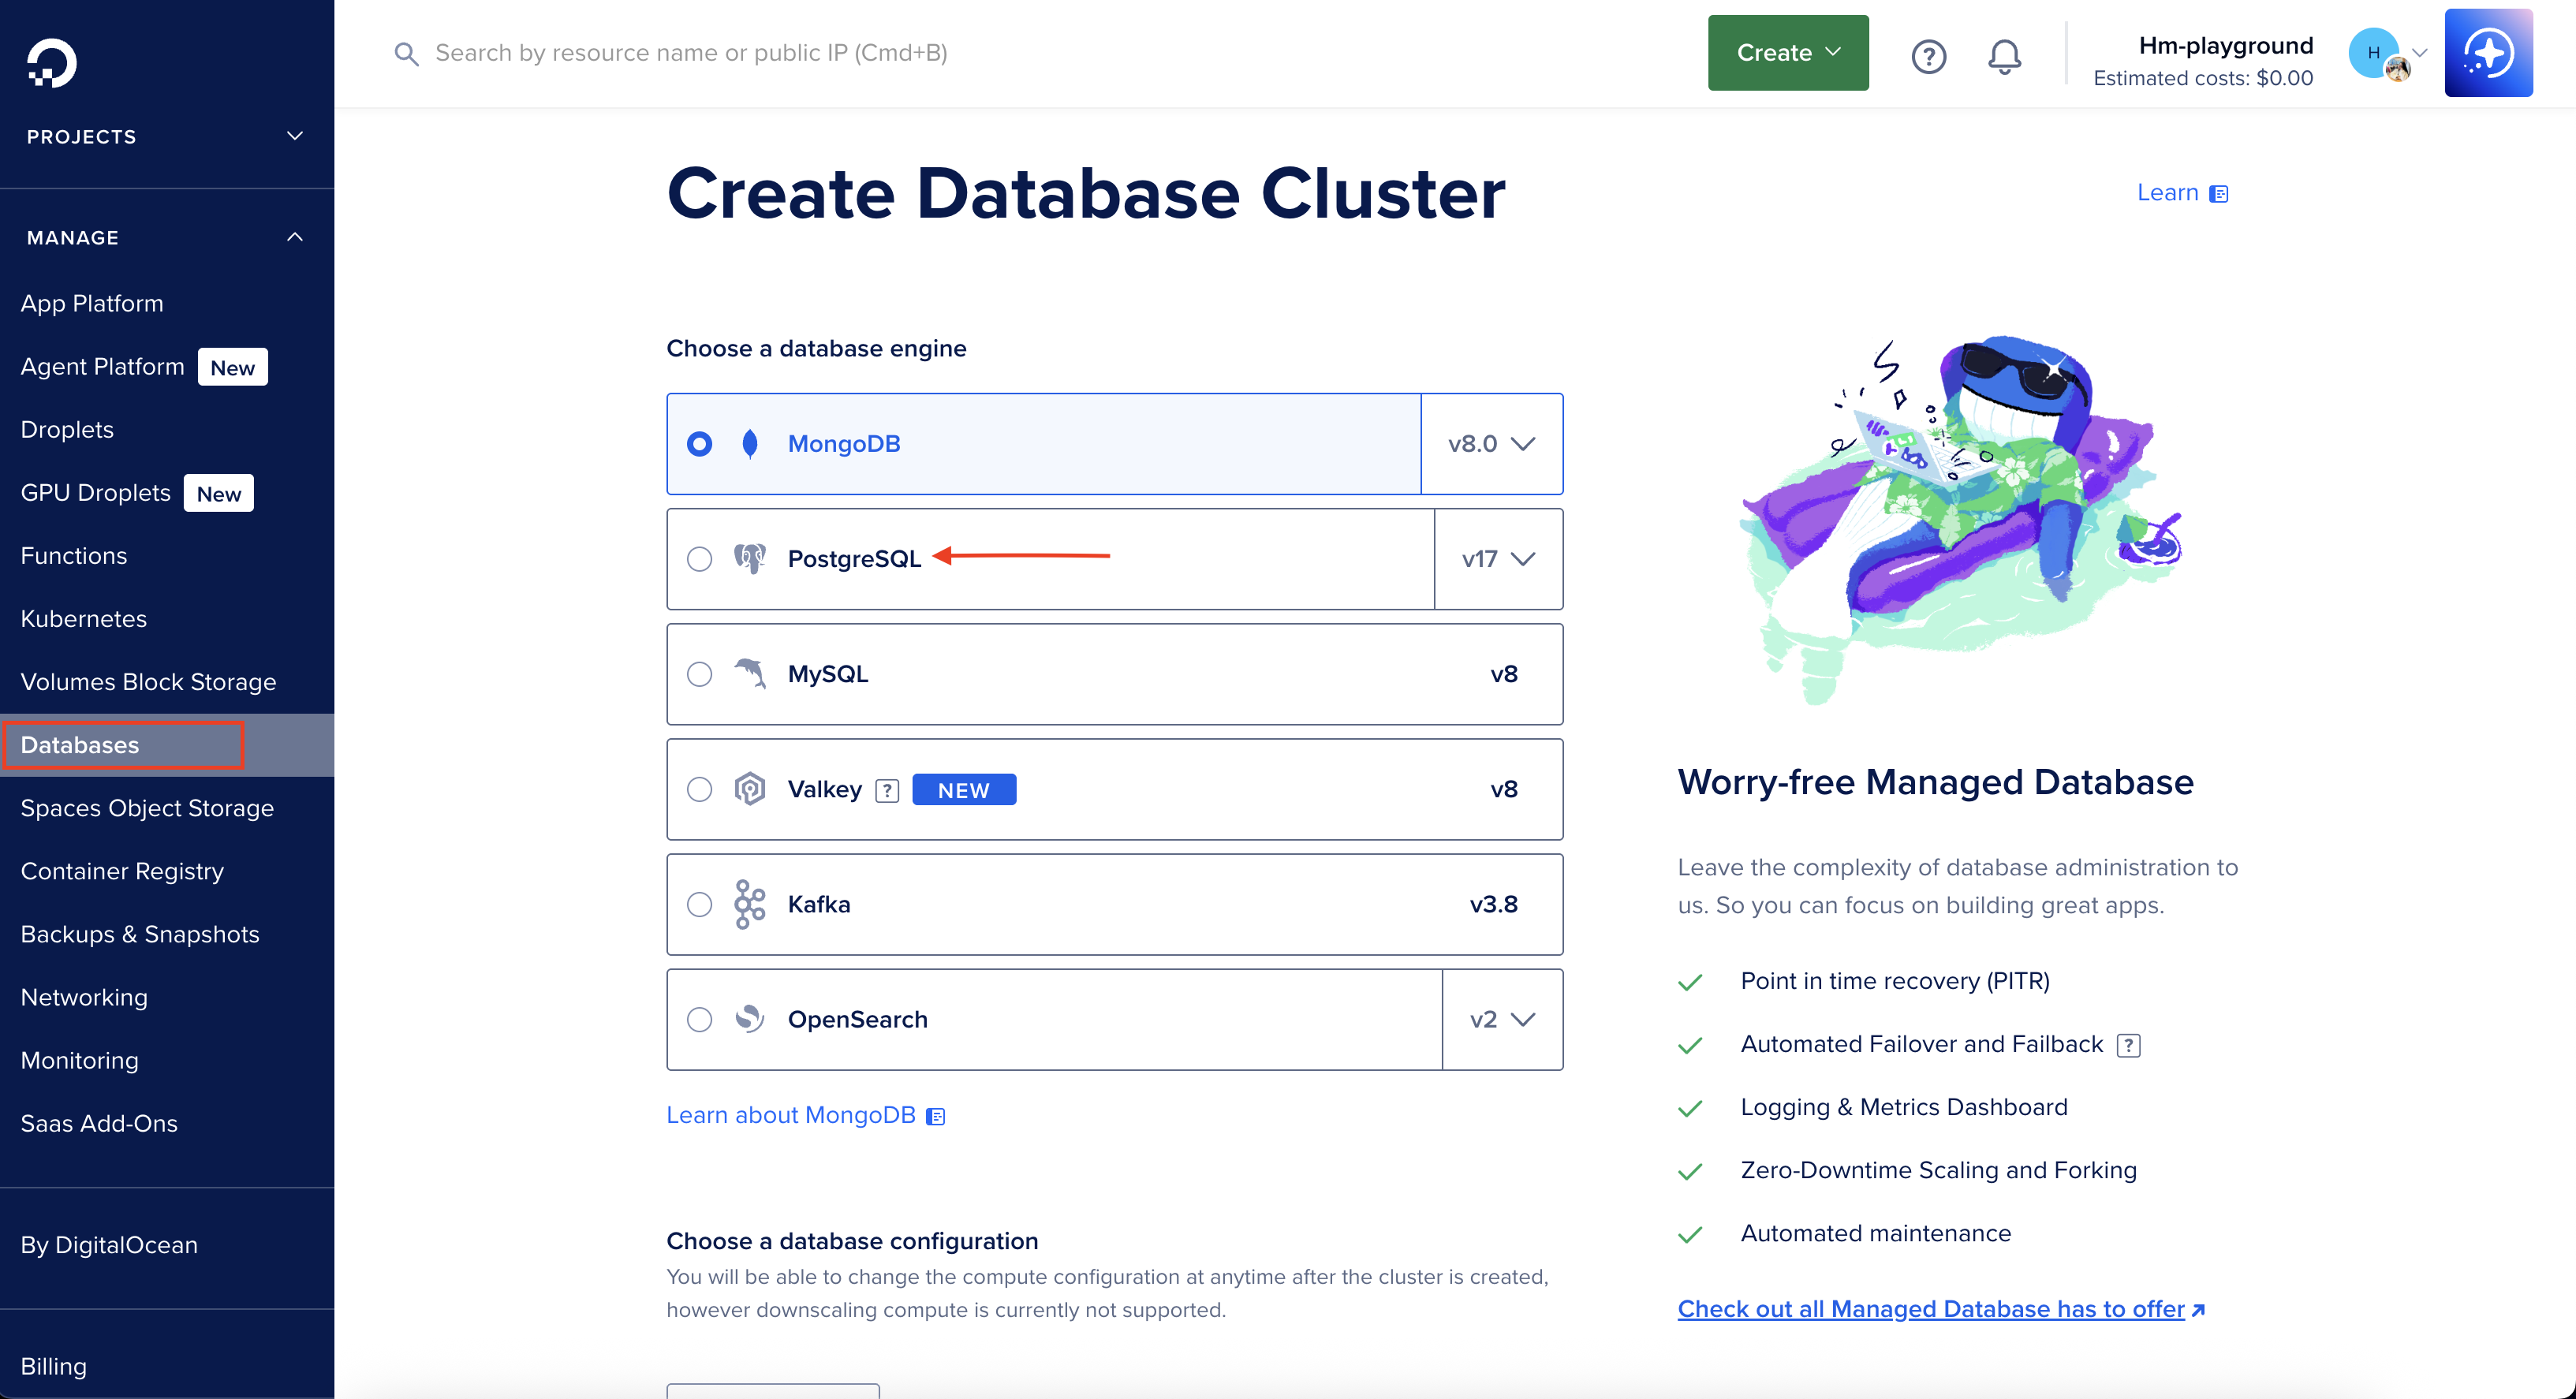 Search by resource name or public IP (Cmd+B)
Create
Hm-playground
Estimated costs: $0.00
H
PROJECTS
MANAGE
App Platform
Agent Platform New
Droplets
GPU Droplets New
Functions
Kubernetes
Volumes Block Storage
Databases
Spaces Object Storage
Container Registry
Backups & Snapshots
Networking
Monitoring
Saas Add-Ons
By DigitalOcean
Billing
Create Database Cluster
Learn
Choose a database engine
MongoDB v8.0
PostgreSQL v17
MySQL v8
Valkey ? NEW v8
Kafka v3.8
OpenSearch v2
Learn about MongoDB
Choose a database configuration
You will be able to change the compute configuration at anytime after the cluster is created,
however downscaling compute is currently not supported.
Worry-free Managed Database
Leave the complexity of database administration to
us. So you can focus on building great apps.
Point in time recovery (PITR)
Automated Failover and Failback ?
Logging & Metrics Dashboard
Zero-Downtime Scaling and Forking
Automated maintenance
Check out all Managed Database has to offer